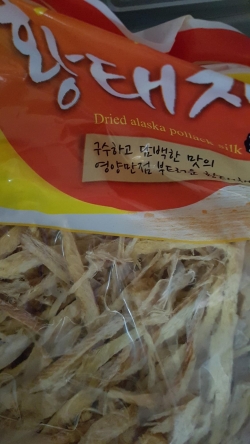 황태채
Dried alaska pollack silk
구수하고 담백한 맛의
영양만점 부드러운